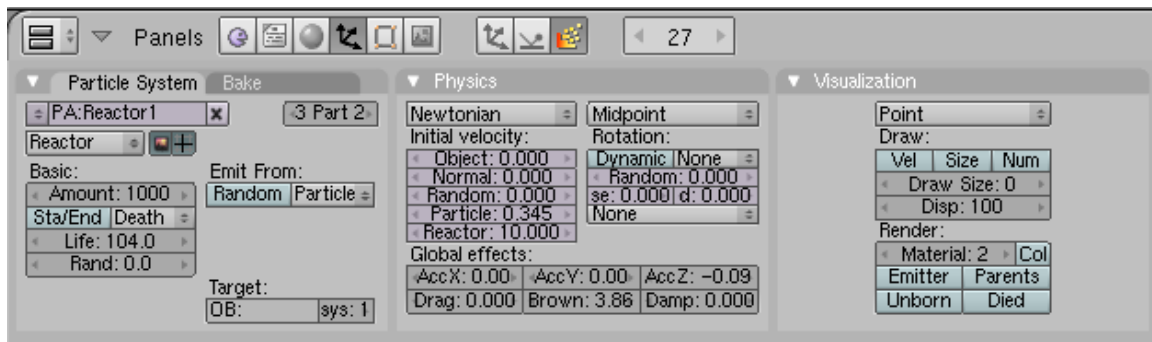 Panels 27
Particle System Bake
PA:Reactor1 3 Part 2
Reactor
Basic: Emit From:
Amount: 1000 Random Particle
Sta/End Death
Life: 104.0
Rand: 0.0
Target:
OB: sys: 1
Physics
Newtonian Midpoint
Initial velocity: Rotation:
Object: 0.000 Dynamic None
Normal: 0.000 Random: 0.000
Random: 0.000 se: 0.000 d: 0.000
Particle: 0.345 None
Reactor: 10.000
Global effects:
AccX: 0.00 AccY: 0.00 AccZ: -0.09
Drag: 0.000 Brown: 3.86 Damp: 0.000
Visualization
Point
Draw:
Vel Size Num
Draw Size: 0
Disp: 100
Render:
Material: 2 Col
Emitter Parents
Unborn Died